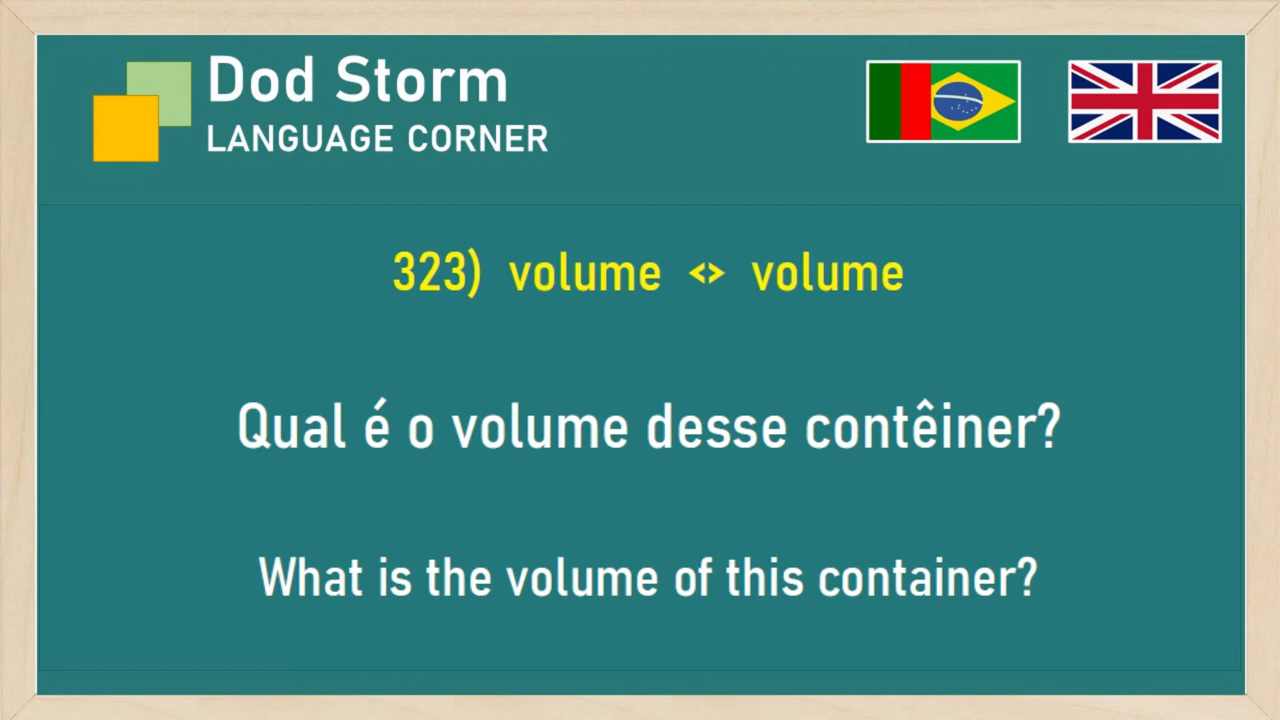 Dod Storm
LANGUAGE CORNER
323) volume <> volume
Qual é o volume desse contêiner?
What is the volume of this container?